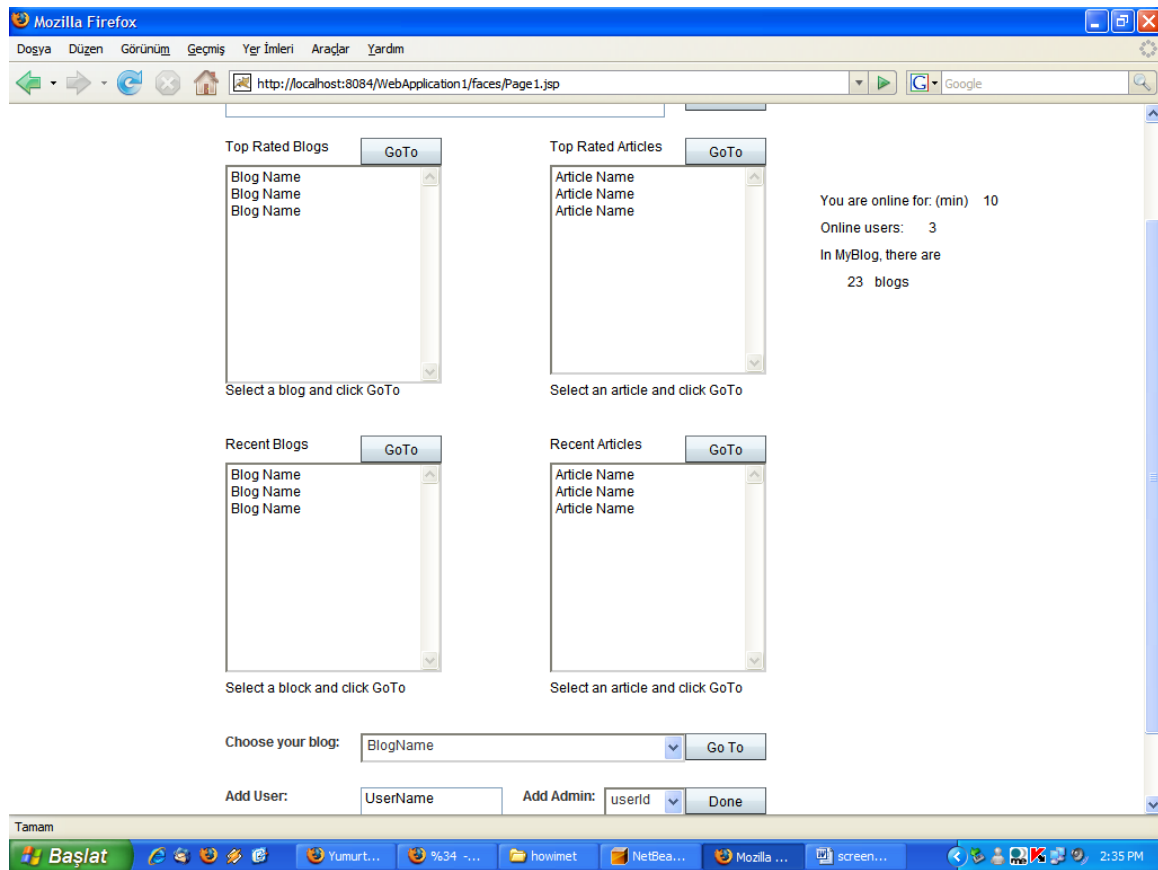 Mozilla Firefox
Dosya Düzen Görünüm Geçmiş Yer İmleri Araçlar Yardım
http://localhost:8084/WebApplication1/faces/Page1.jsp
G Google
Top Rated Blogs GoTo Top Rated Articles GoTo
Blog Name
Blog Name
Blog Name
Article Name
Article Name
Article Name
You are online for: (min) 10
Online users: 3
In MyBlog, there are
23 blogs
Select a blog and click GoTo
Select an article and click GoTo
Recent Blogs GoTo Recent Articles GoTo
Blog Name
Blog Name
Blog Name
Article Name
Article Name
Article Name
Select a block and click GoTo
Select an article and click GoTo
Choose your blog: BlogName Go To
Add User: UserName Add Admin: userId Done
Tamam
Başlat Yumurt... %34 -... howimet NetBea... Mozilla ... screen... 2:35 PM